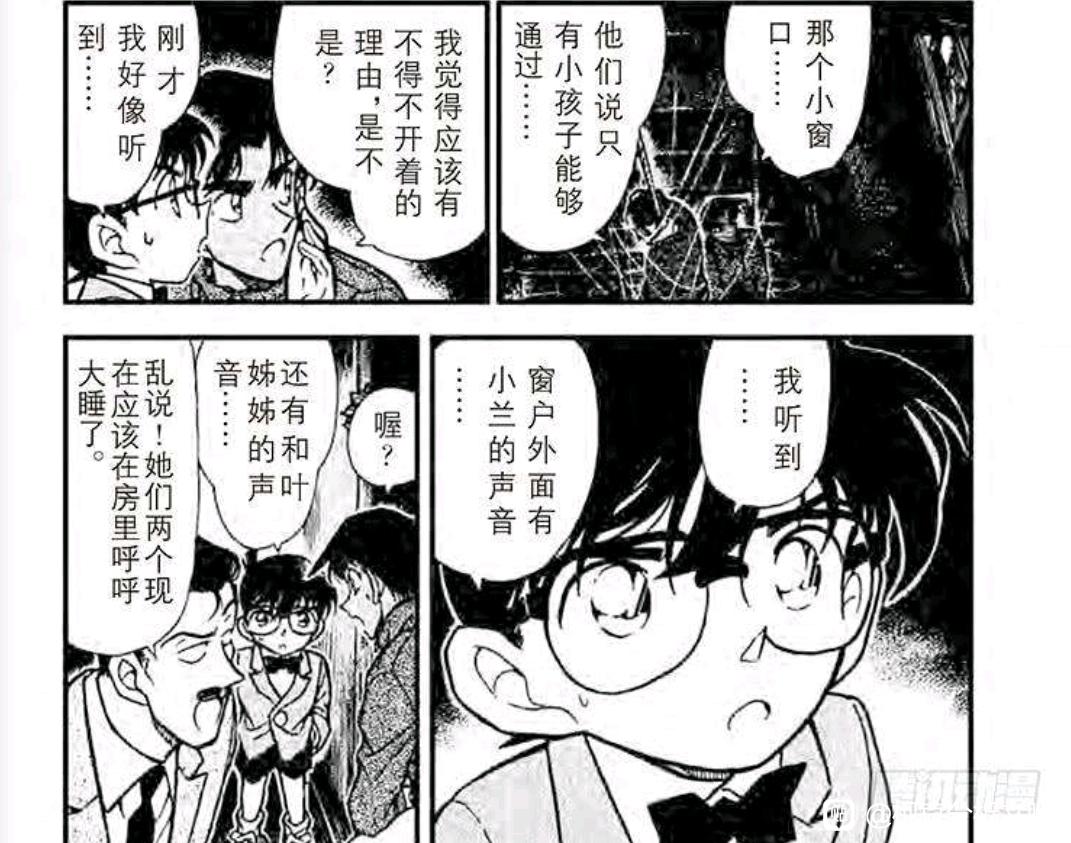 那个小窗
口……
他们说只
有小孩子能够
通过……
我觉得应该有
不得不开着的
理由，是不
是？
刚才
我好像听
到……
我听到
……
窗户外面有
小兰的声音
……
喔？
还有和叶
姊姊的声
音……
乱说！她们两个现
在应该在房里呼呼
大睡了。
腾讯动漫